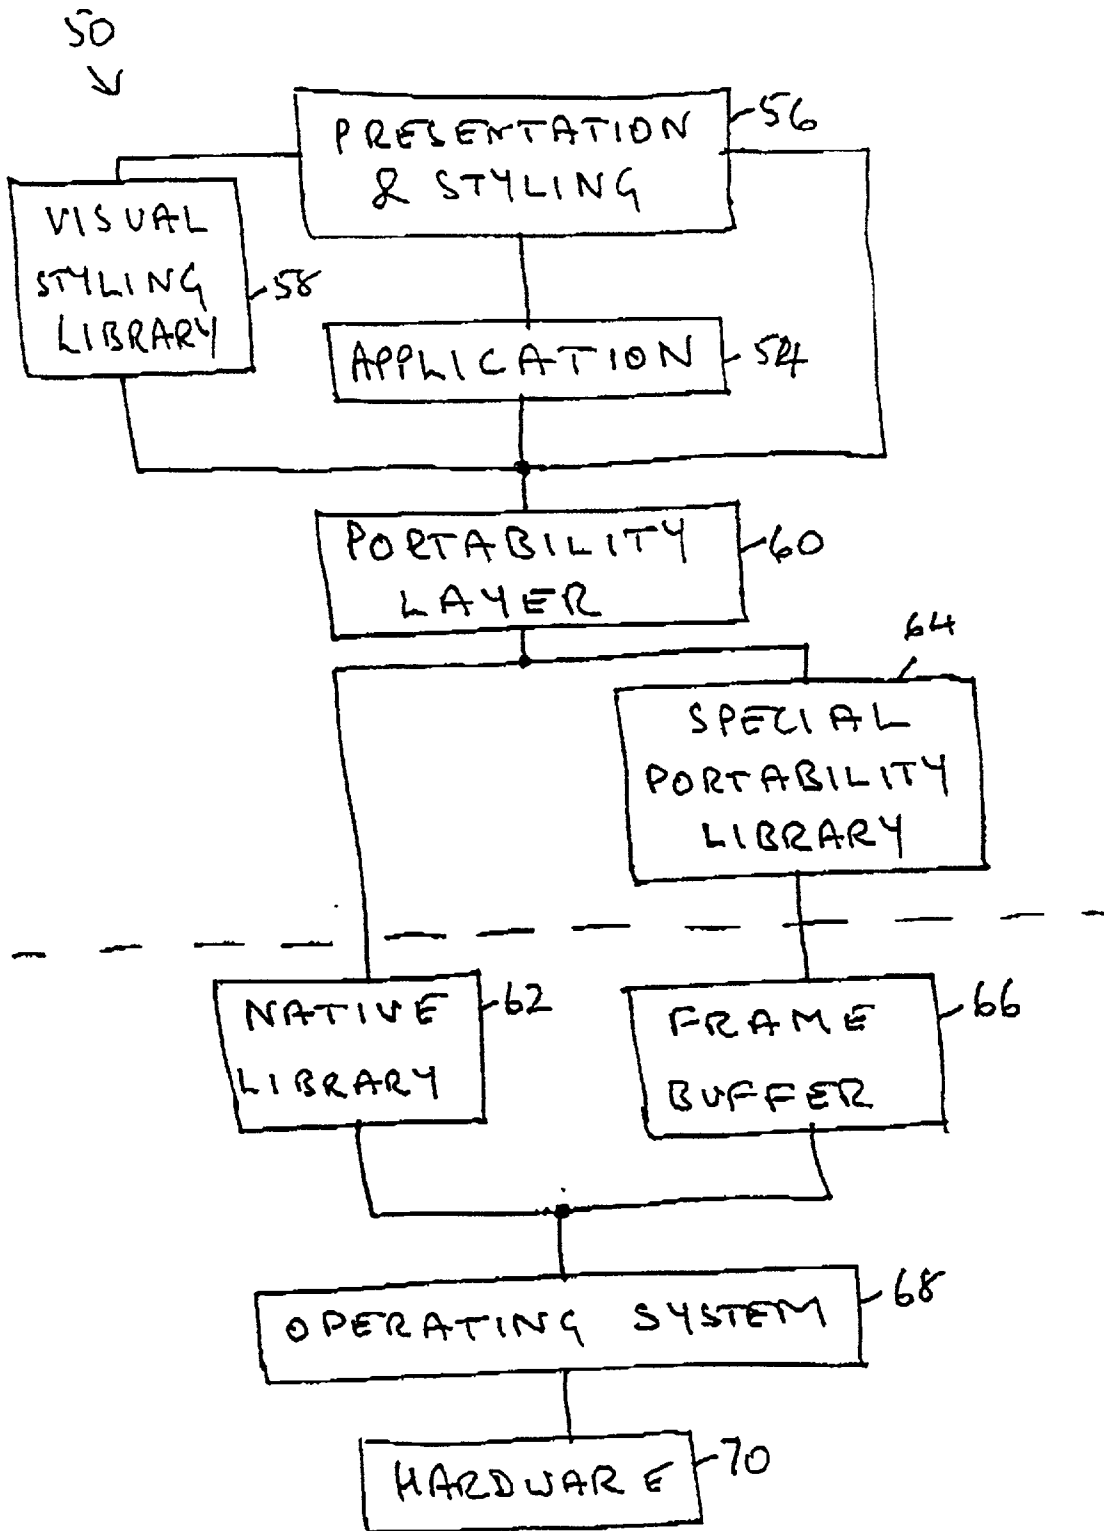 50
PRESENTATION
& STYLING
56
VISUAL
STYLING
LIBRARY
58
APPLICATION
54
PORTABILITY
LAYER
60
64
SPECIAL
PORTABILITY
LIBRARY
NATIVE
LIBRARY
62
FRAME
BUFFER
66
OPERATING SYSTEM
68
HARDWARE
70